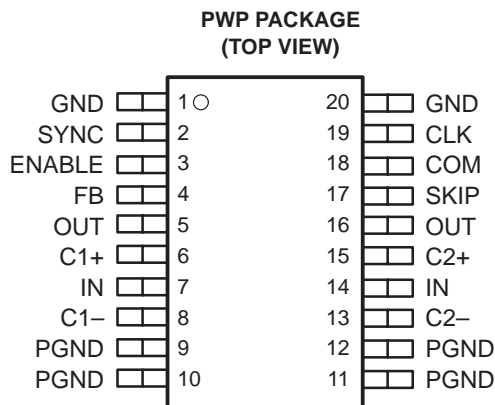 PWP PACKAGE
(TOP VIEW)
GND 1 20 GND
SYNC 2 19 CLK
ENABLE 3 18 COM
FB 4 17 SKIP
OUT 5 16 OUT
C1+ 6 15 C2+
IN 7 14 IN
C1– 8 13 C2–
PGND 9 12 PGND
PGND 10 11 PGND